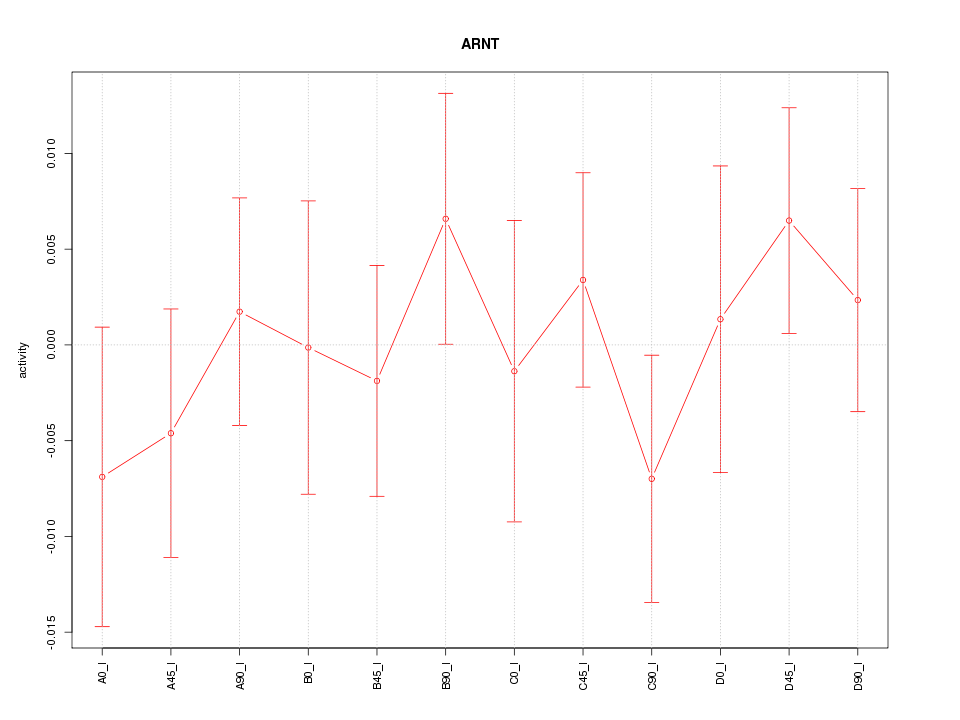 ARNT
activity
0.010
0.005
0.000
-0.005
-0.010
-0.015
A0_I
A45_I
A90_I
B0_I
B45_I
B90_I
C0_I
C45_I
C90_I
D0_I
D45_I
D90_I